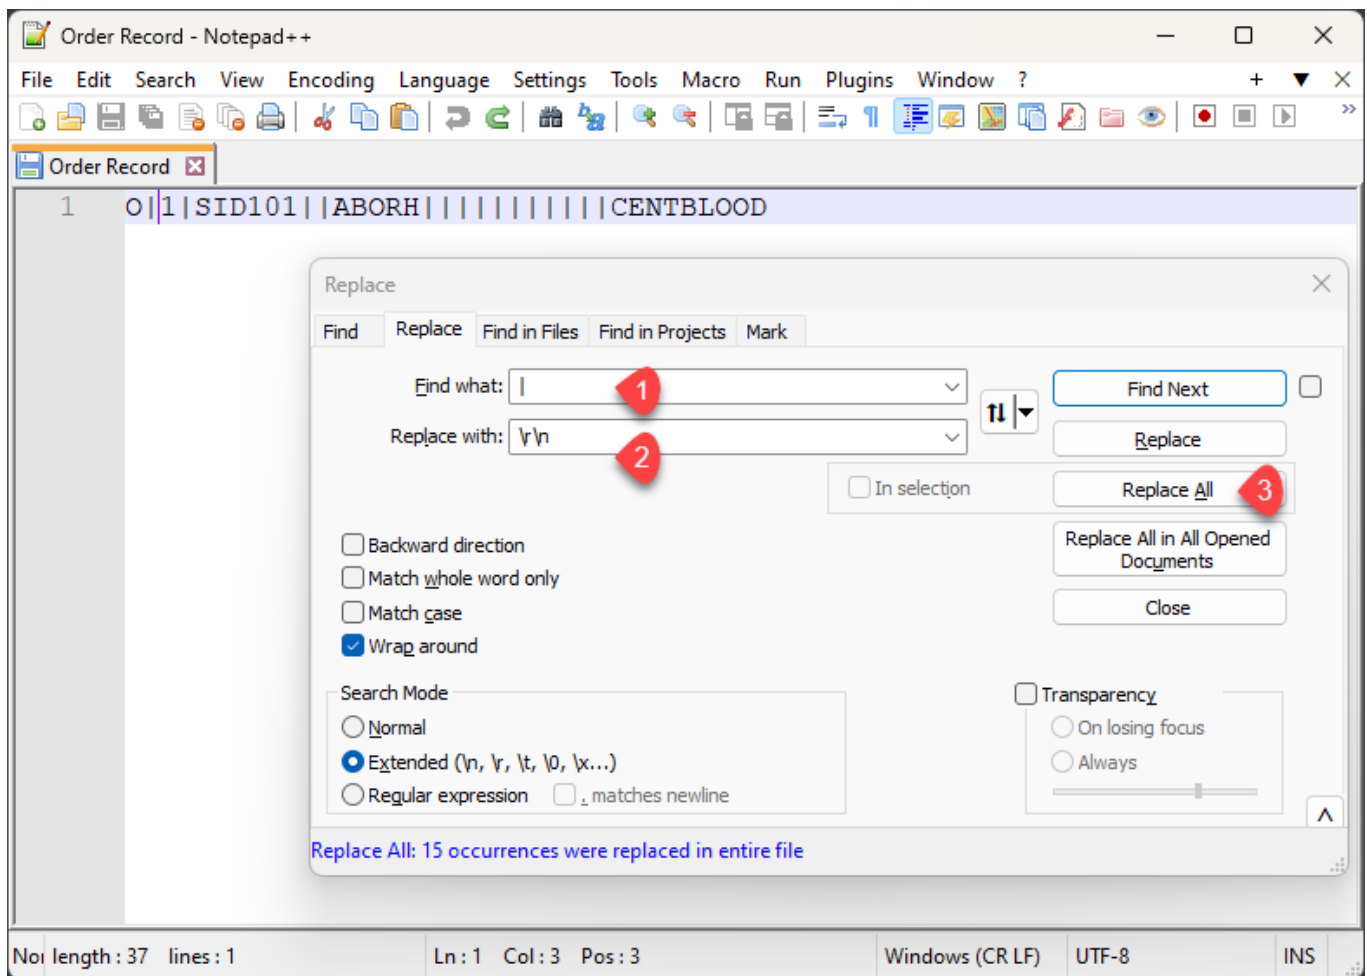 Order Record - Notepad++
File Edit Search View Encoding Language Settings Tools Macro Run Plugins Window ?
Order Record
1 O|1|SID101||ABORH|||||||||||CENTBLOOD
Replace
Find Replace Find in Files Find in Projects Mark
Find what: | 1 Find Next
Replace with: \r\n 2 Replace
In selection Replace All 3
Replace All in All Opened Documents
Close
Backward direction
Match whole word only
Match case
Wrap around
Search Mode
Normal
Extended (\n, \r, \t, \0, \x...)
Regular expression . matches newline
Transparency
On losing focus
Always
Replace All: 15 occurrences were replaced in entire file
Nor length : 37 lines : 1 Ln : 1 Col : 3 Pos : 3 Windows (CR LF) UTF-8 INS